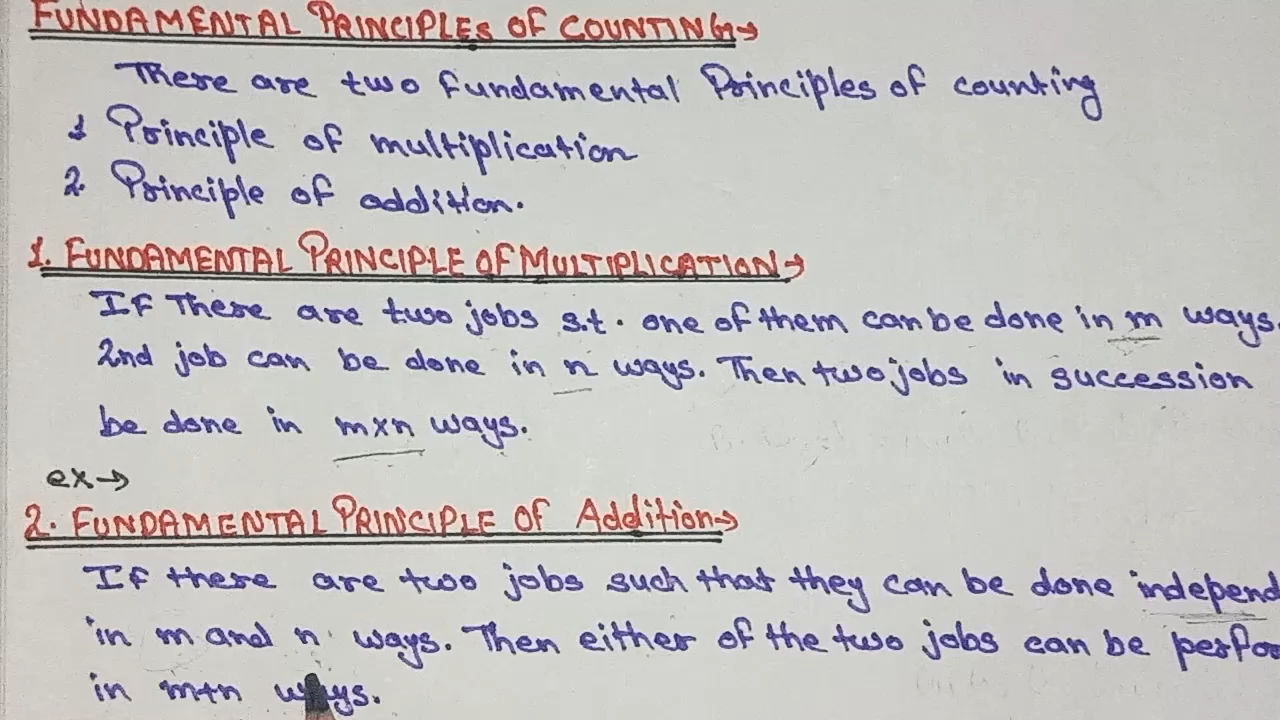 FUNDAMENTAL PRINCIPLES OF COUNTING→
There are two fundamental Principles of counting
1 Principle of multiplication
2. Principle of addition.
1. FUNDAMENTAL PRINCIPLE OF MULTIPLICATION→
If There are two jobs s.t. one of them can be done in m ways.
2nd job can be done in n ways. Then two jobs in succession
be done in m×n ways.
ex→
2. FUNDAMENTAL PRINCIPLE OF Addition→
If there are two jobs such that they can be done independ
in m and n ways. Then either of the two jobs can be perfo
in m+n ways.